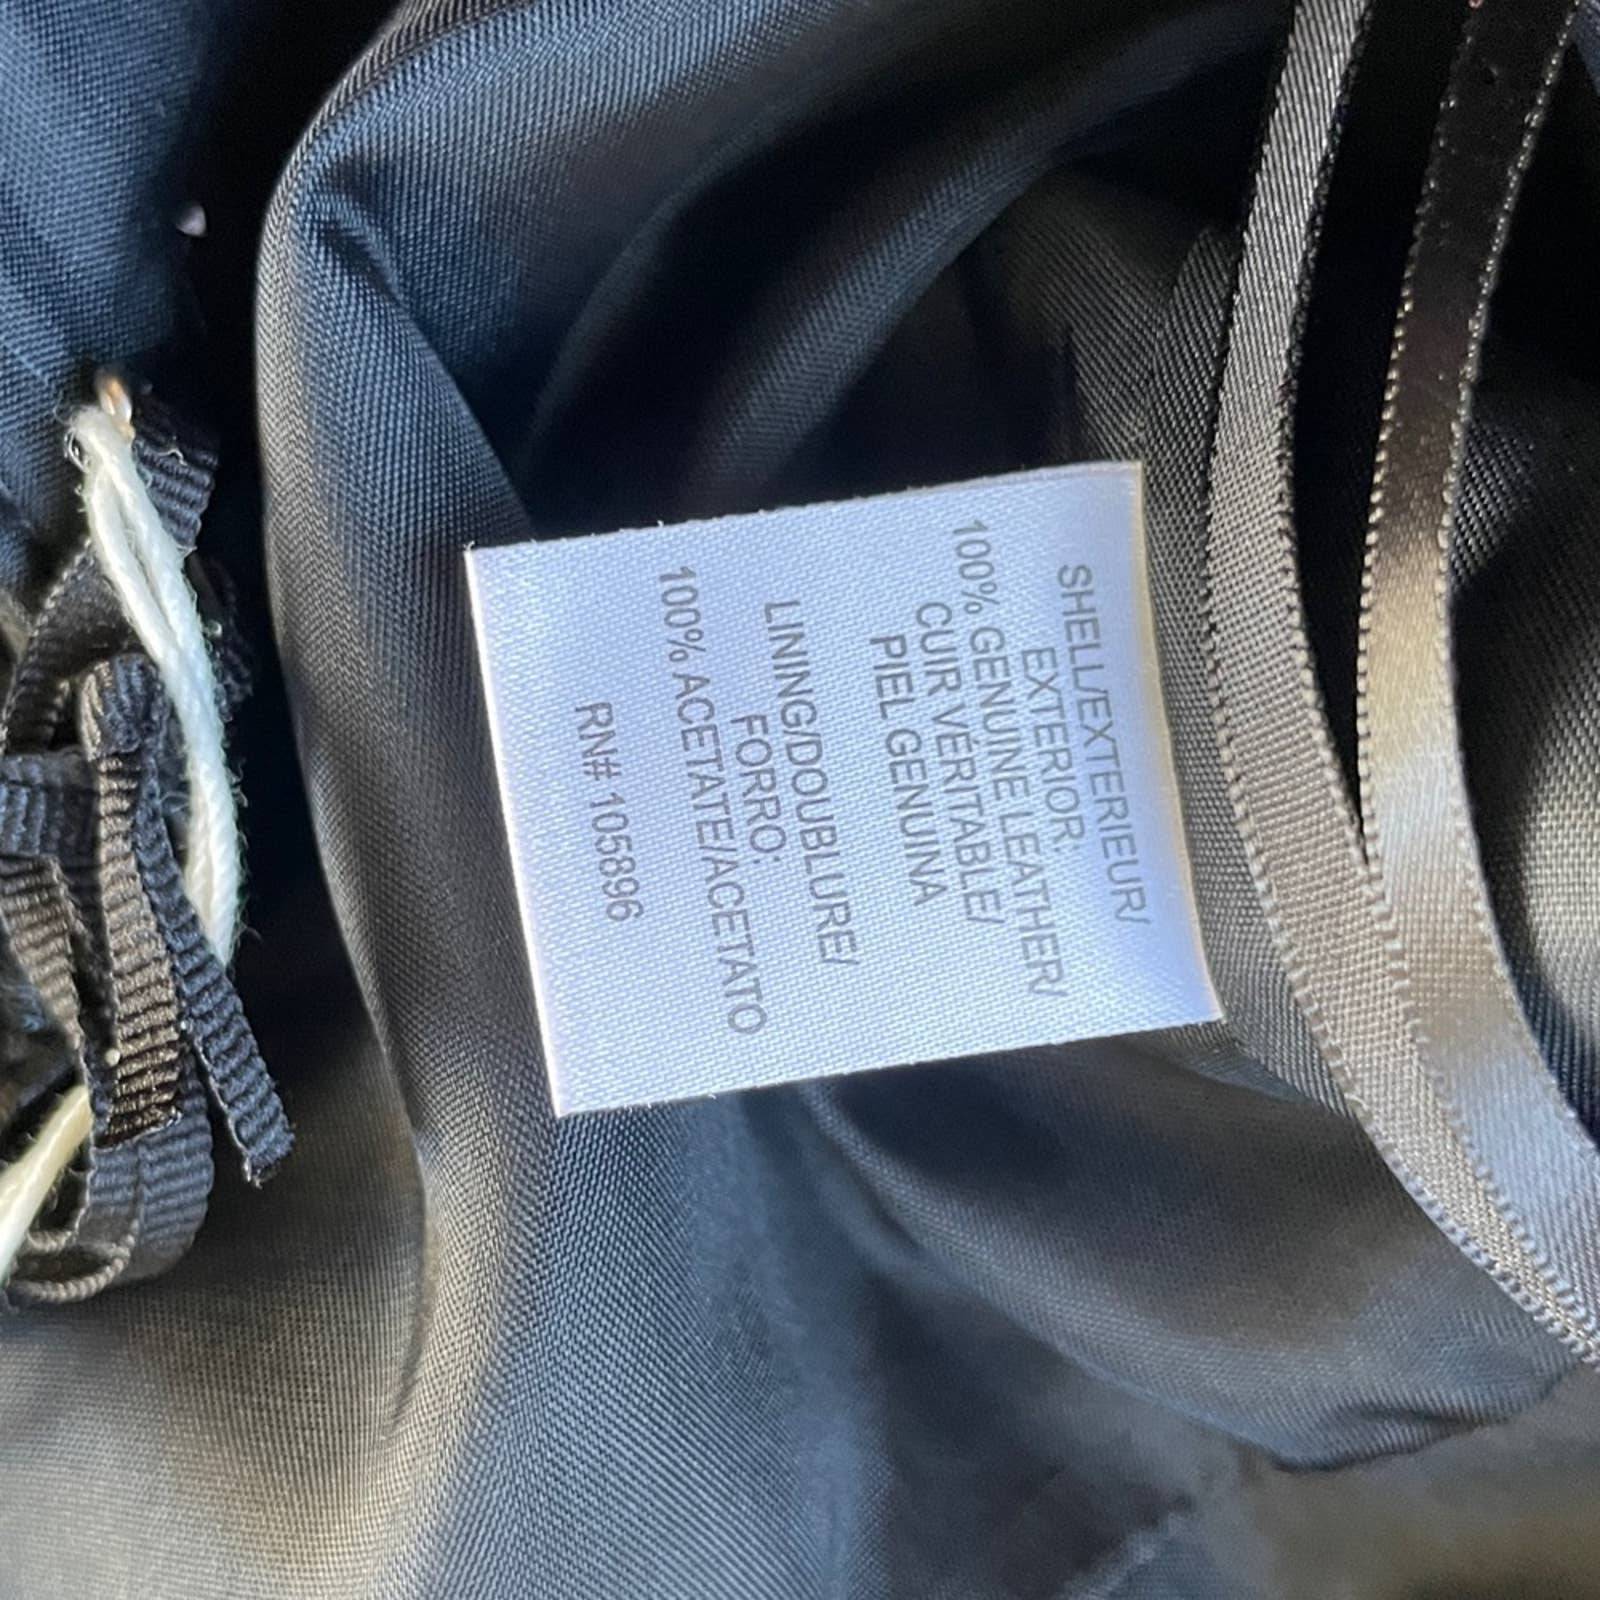 SHELL/EXTERIEUR/
EXTERIOR:
100% GENUINE LEATHER/
CUIR VÉRITABLE/
PIEL GENUINA
LINING/DOUBLURE/
FORRO:
100% ACETATE/ACETATO
RN# 105896